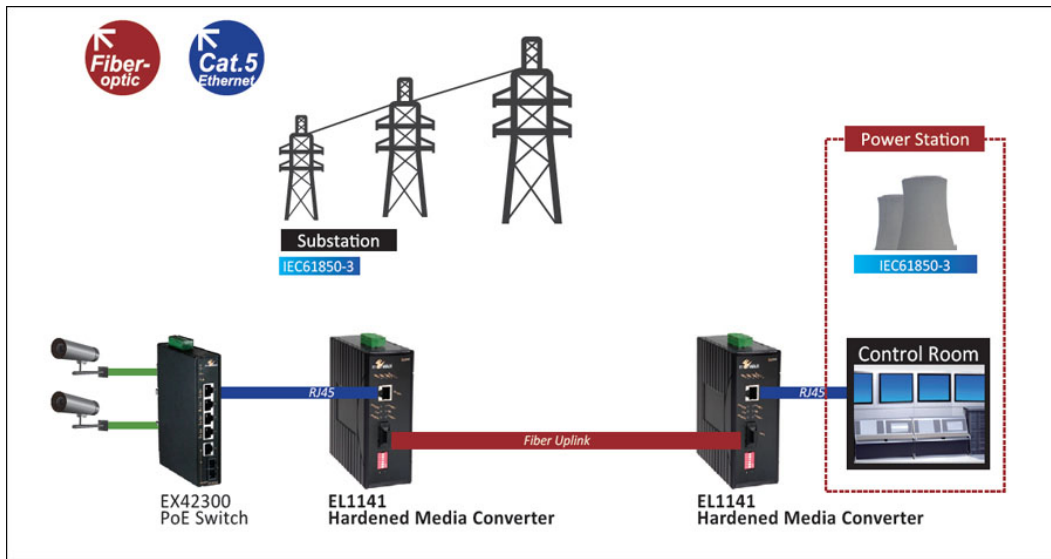 Fiber-
optic
Cat.5
Ethernet
Power Station
Substation
IEC61850-3
IEC61850-3
Control Room
RJ45
RJ45
Fiber Uplink
EX42300
PoE Switch
EL1141
Hardened Media Converter
EL1141
Hardened Media Converter